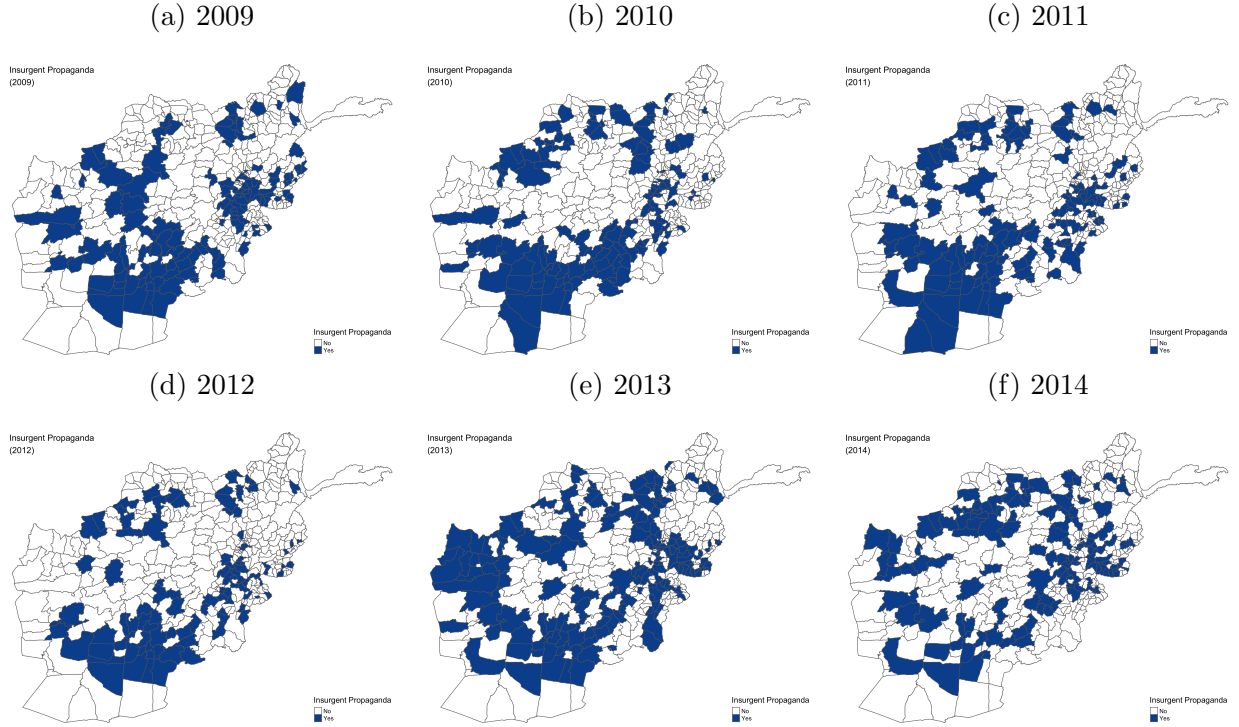 (a) 2009
Insurgent Propaganda
(2009)
Insurgent Propaganda
No
Yes
(b) 2010
Insurgent Propaganda
(2010)
Insurgent Propaganda
No
Yes
(c) 2011
Insurgent Propaganda
(2011)
Insurgent Propaganda
No
Yes
(d) 2012
Insurgent Propaganda
(2012)
Insurgent Propaganda
No
Yes
(e) 2013
Insurgent Propaganda
(2013)
Insurgent Propaganda
No
Yes
(f) 2014
Insurgent Propaganda
(2014)
Insurgent Propaganda
No
Yes